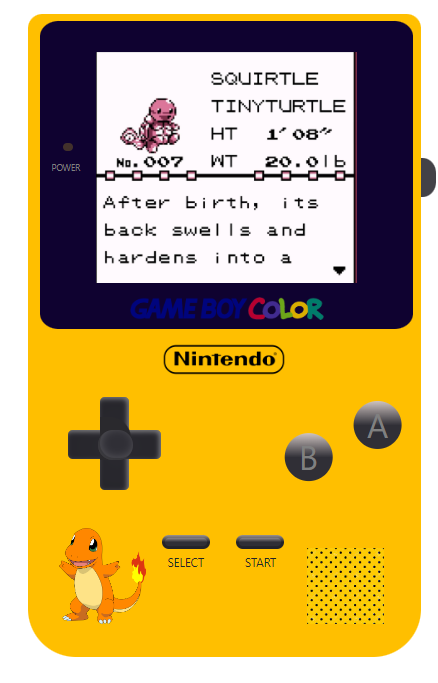 SQUIRTLE
TINYTURTLE
HT 1′08″
WT 20.0lb
No.007
POWER
After birth, its
back swells and
hardens into a
GAME BOY COLOR
Nintendo®
A
B
SELECT START